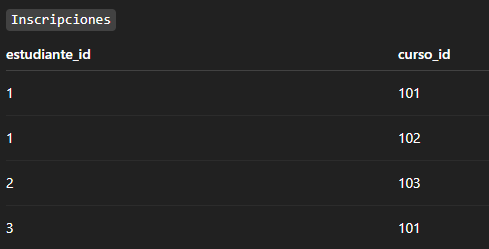 Inscripciones
estudiante_id curso_id
1 101
1 102
2 103
3 101